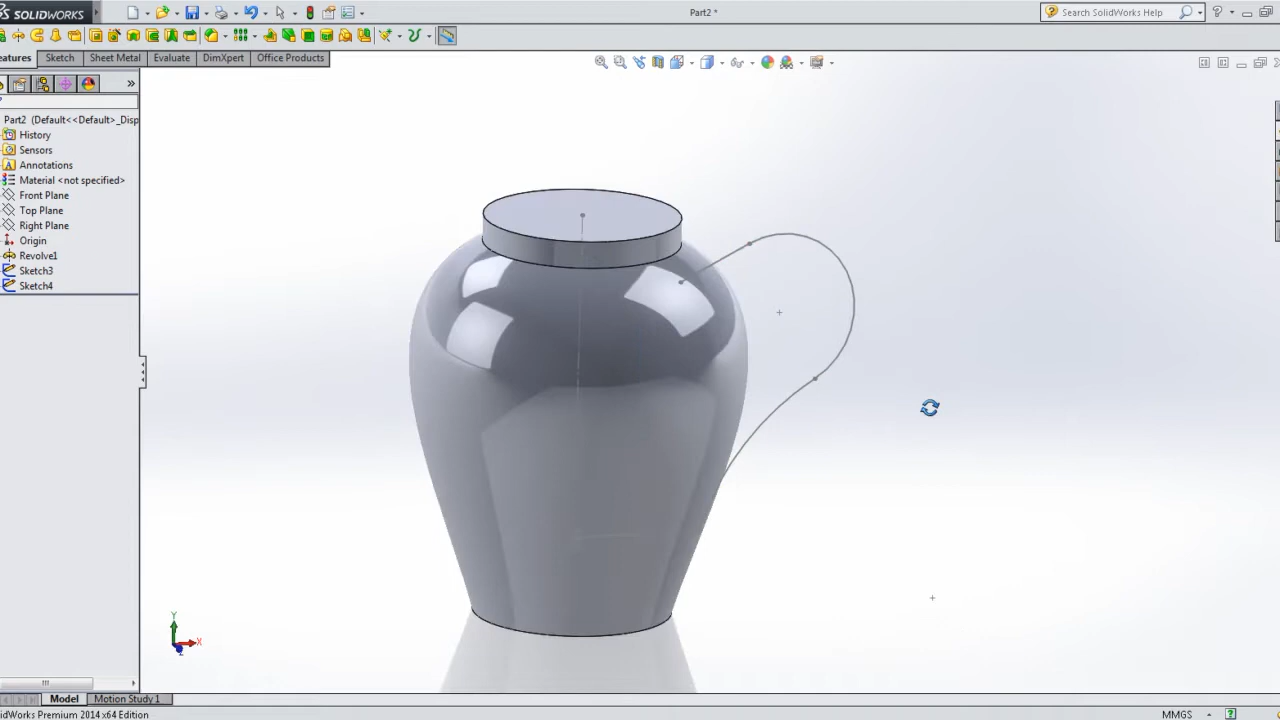 SOLIDWORKS
Part2 *
Search SolidWorks Help
eatures Sketch Sheet Metal Evaluate DimXpert Office Products
Part2 (Default<<Default>_Disp
History
Sensors
Annotations
Material <not specified>
Front Plane
Top Plane
Right Plane
Origin
Revolve1
Sketch3
Sketch4
Y
X
Z
Model Motion Study 1
lidWorks Premium 2014 x64 Edition
MMGS